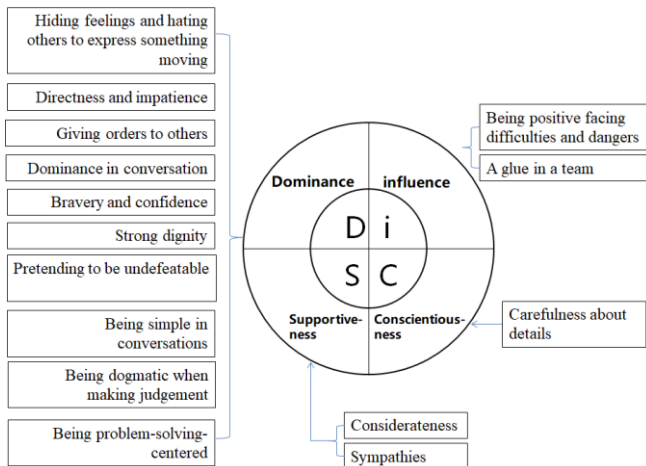 Hiding feelings and hating
others to express something
moving
Directness and impatience
Giving orders to others
Dominance in conversation
Bravery and confidence
Strong dignity
Pretending to be undefeatable
Being simple in
conversations
Being dogmatic when
making judgement
Being problem-solving-
centered
Dominance
influence
D i
S C
Supportive-
ness
Conscientious-
ness
Being positive facing
difficulties and dangers
A glue in a team
Carefulness about
details
Considerateness
Sympathies